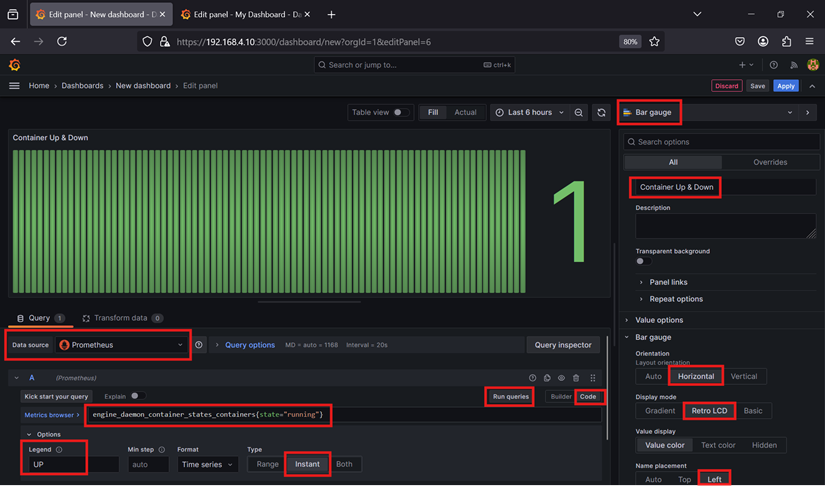 Edit panel - New dashboard - D
Edit panel - My Dashboard - Da
https://192.168.4.10:3000/dashboard/new?orgId=1&editPanel=6
80%
Search or jump to...
ctrl+k
Home
Dashboards
New dashboard
Edit panel
Discard
Save
Apply
Table view
Fill
Actual
Last 6 hours
Bar gauge
Container Up & Down
1
Search options
All
Overrides
Container Up & Down
Description
Transparent background
Panel links
Repeat options
Value options
Bar gauge
Orientation
Layout orientation
Auto
Horizontal
Vertical
Display mode
Gradient
Retro LCD
Basic
Value display
Value color
Text color
Hidden
Name placement
Auto
Top
Left
Query 1
Transform data 0
Data source
Prometheus
Query options
MD = auto = 1168
Interval = 20s
Query inspector
A
(Prometheus)
Kick start your query
Explain
Run queries
Builder
Code
Metrics browser >
engine_daemon_container_states_containers{state="running"}
Options
Legend
Min step
Format
Type
UP
auto
Time series
Range
Instant
Both